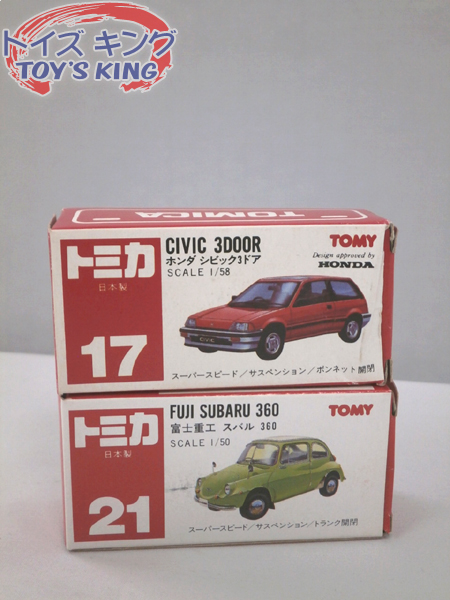 トイズ キング
TOY'S KING
TOMICA
トミカ
日本製
17
CIVIC 3DOOR
ホンダ シビック3ドア
SCALE 1/58
TOMY
Design approved by
HONDA
スーパースピード/サスペンション/ボンネット開閉
トミカ
日本製
21
FUJI SUBARU 360
富士重工 スバル 360
SCALE 1/50
TOMY
スーパースピード/サスペンション/トランク開閉